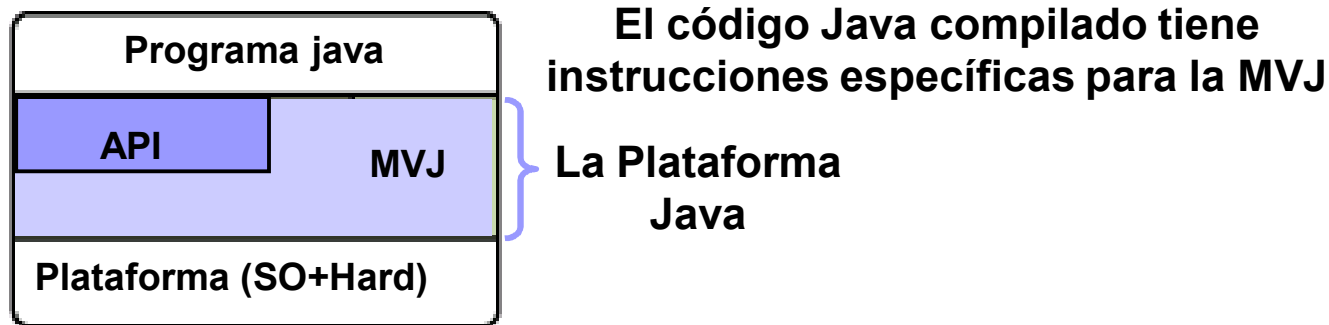 Programa java
El código Java compilado tiene
instrucciones específicas para la MVJ
API
MVJ
La Plataforma
Java
Plataforma (SO+Hard)